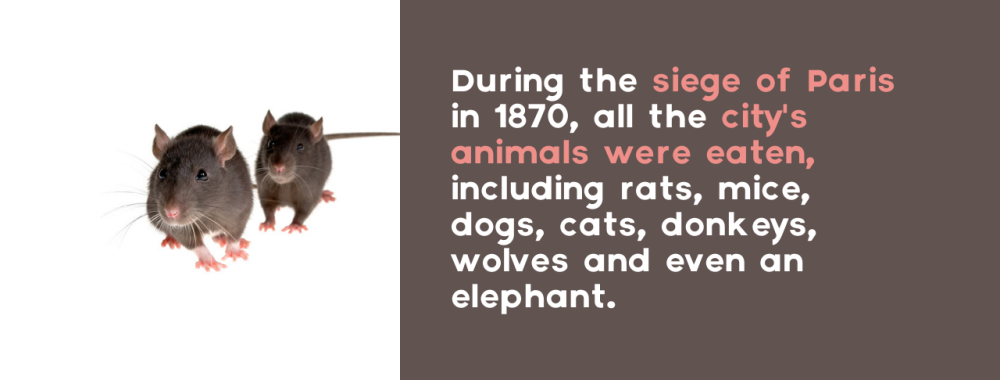 During the siege of Paris
in 1870, all the city's
animals were eaten,
including rats, mice,
dogs, cats, donkeys,
wolves and even an
elephant.